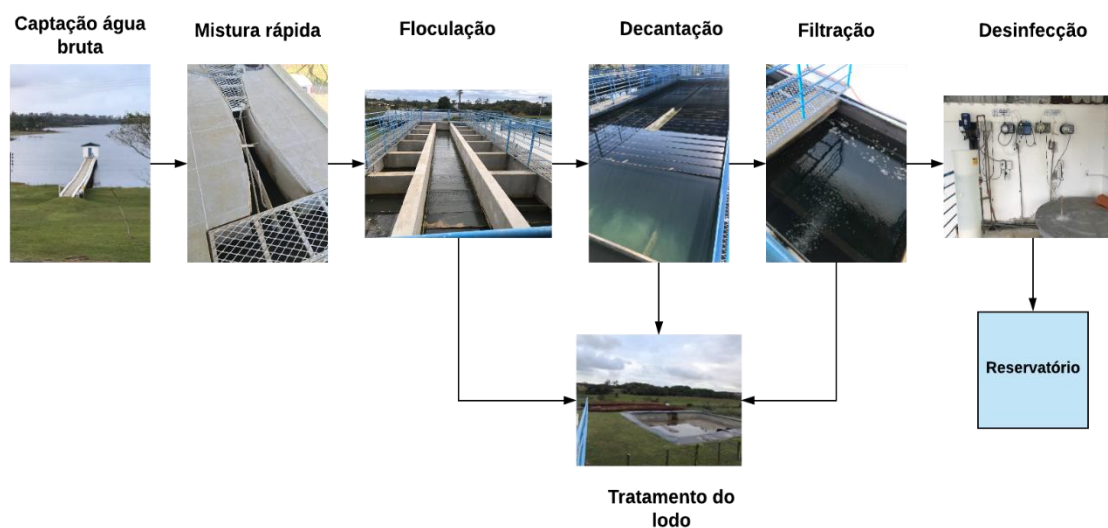 Captação água
bruta
Mistura rápida
Floculação
Decantação
Filtração
Desinfecção
Reservatório
Tratamento do
lodo